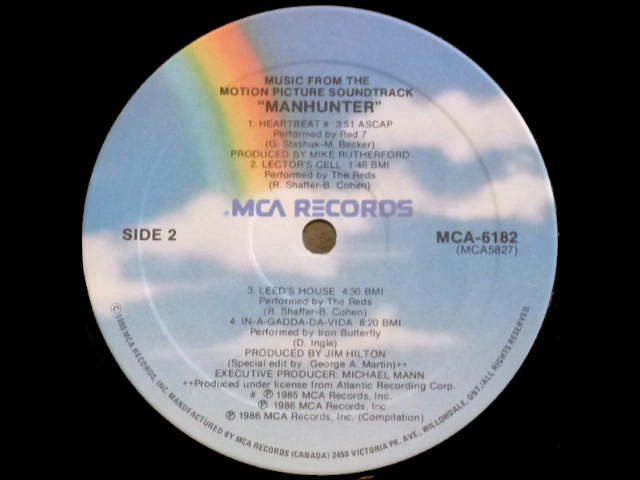 MUSIC FROM THE
MOTION PICTURE SOUNDTRACK
"MANHUNTER"
1. HEARTBEAT # 3:51 ASCAP
Performed by Red 7
(G. Stashuk-M. Becker)
PRODUCED BY MIKE RUTHERFORD
2. LECTOR'S CELL 1:46 BMI
Performed by The Reds
(R. Shaffer-B. Cohen)
MCA RECORDS
SIDE 2
MCA-6182
(MCA5827)
3. LEED'S HOUSE 4:30 BMI
Performed by The Reds
(R. Shaffer-B. Cohen)
4. IN-A-GADDA-DA-VIDA 8:20 BMI
Performed by Iron Butterfly
(D. Ingle)
PRODUCED BY JIM HILTON
(Special edit by George A. Martin)++
EXECUTIVE PRODUCER: MICHAEL MANN
++Produced under license from Atlantic Recording Corp.
# ℗ 1985 MCA Records, Inc.
℗ 1986 MCA Records, Inc.
℗ 1986 MCA Records, Inc. (Compilation)
MCA RECORDS, INC. MANUFACTURED BY MCA RECORDS (CANADA) 2450 VICTORIA PK. AVE., WILLOWDALE, ONT./ALL RIGHTS RESERVED